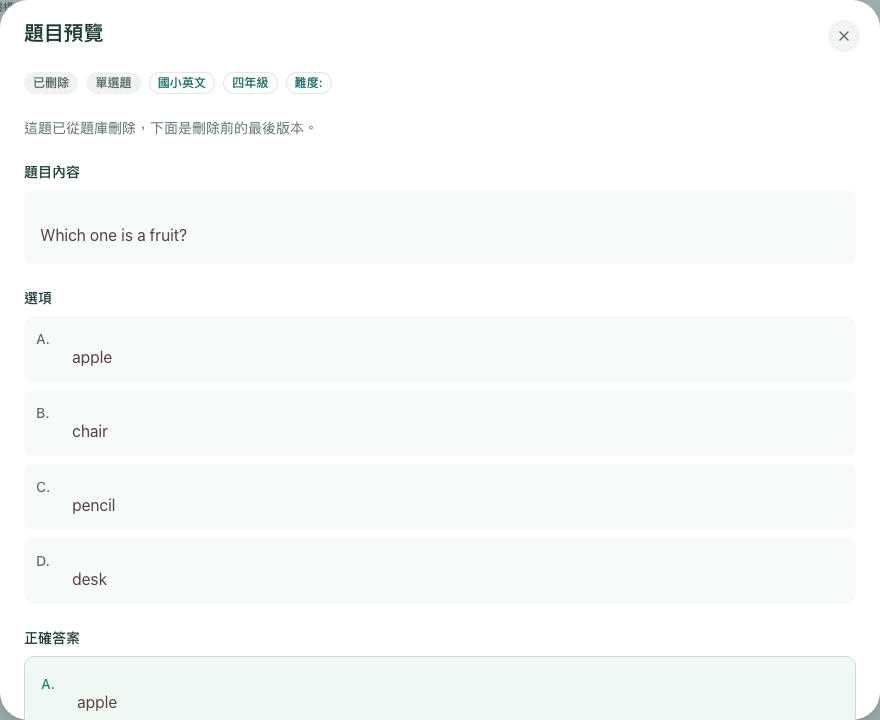 題目預覽
已刪除 單選題 國小英文 四年級 難度:
這題已從題庫刪除，下面是刪除前的最後版本。
題目內容
Which one is a fruit?
選項
A.
apple
B.
chair
C.
pencil
D.
desk
正確答案
A.
apple